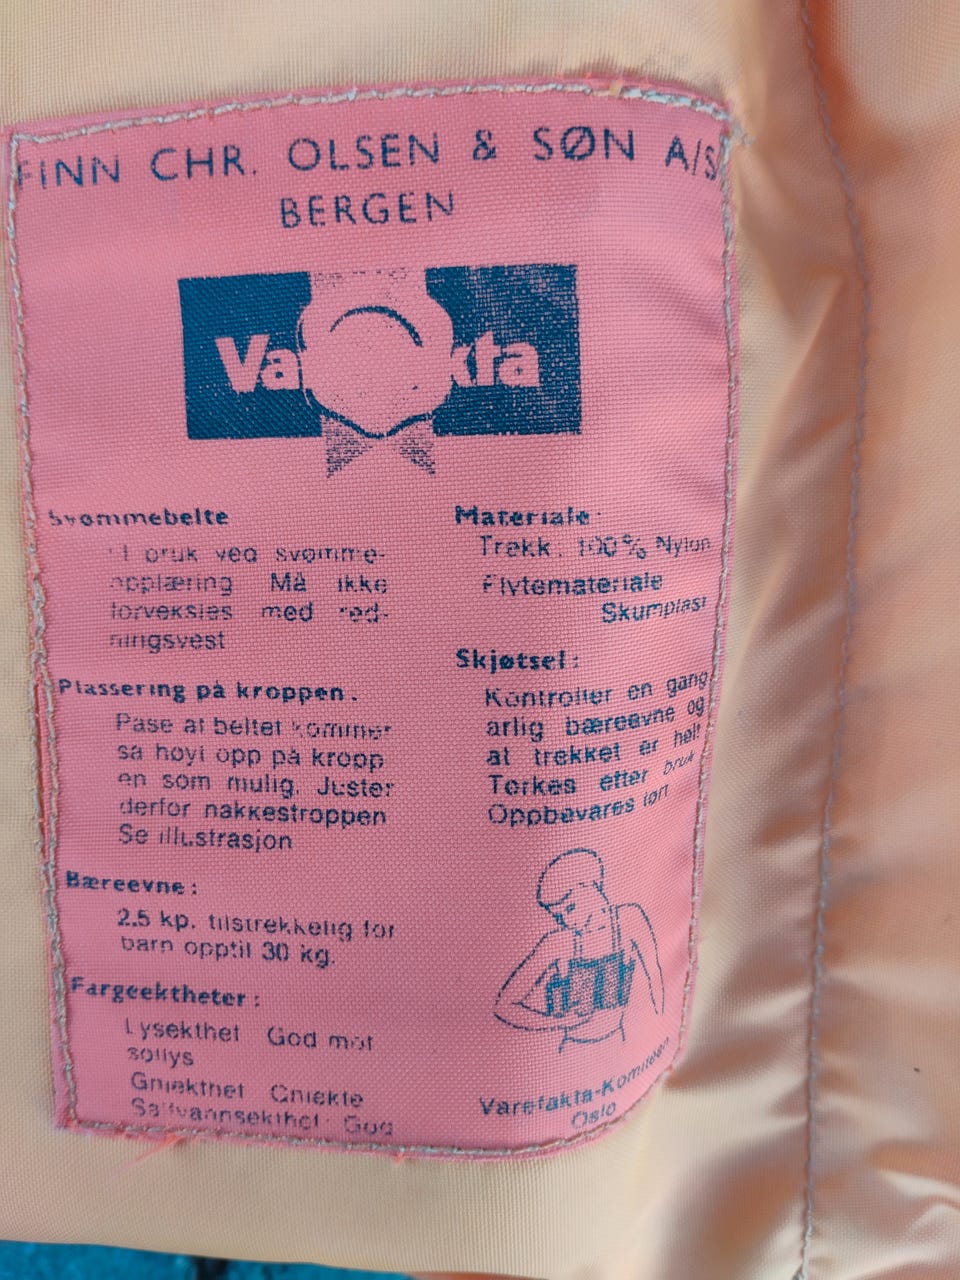 FINN CHR. OLSEN & SØN A/S
BERGEN
Va kta
Svømmebelte
til bruk ved svømme-
opplæring Må ikke
forveksles med red-
ningsvest
Plassering på kroppen.
Pase at beltet kommer
sa høyt opp på kropp
en som mulig. Juster
derfor nakkestroppen
Se illustrasjon
Bæreevne:
2.5 kp. tilstrekkelig for
barn opptil 30 kg.
Fargeektheter:
Lysekthet God mot
sollys
Gniekthet Gniekte
Saltvannsekthet God
Materiale:
Trekk: 100% Nylon
Flytemateriale
Skumplast
Skjøtsel:
Kontroller en gang
arlig bæreevne og
at trekket er helt
Tørkes etter bruk
Oppbevares tørt
Varefakta-Komiteen
Oslo